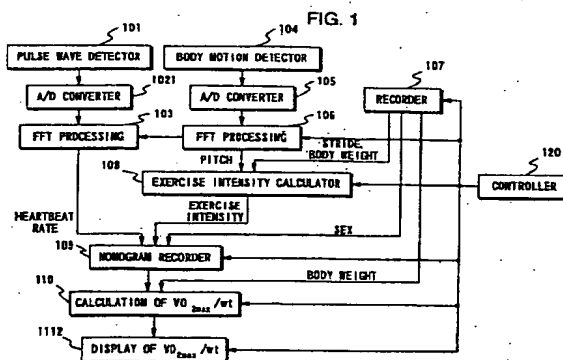 FIG. 1
101
104
107
PULSE WAVE DETECTOR
BODY MOTION DETECTOR
RECORDER
1021
105
A/D CONVERTER
A/D CONVERTER
103
106
FFT PROCESSING
FFT PROCESSING
PITCH
STRIDE,
BODY WEIGHT
120
108
EXERCISE INTENSITY CALCULATOR
CONTROLLER
HEARTBEAT
RATE
EXERCISE
INTENSITY
SEX
109
NOMOGRAM RECORDER
BODY WEIGHT
110
CALCULATION OF VO2max/wt
1112
DISPLAY OF VO2max/wt